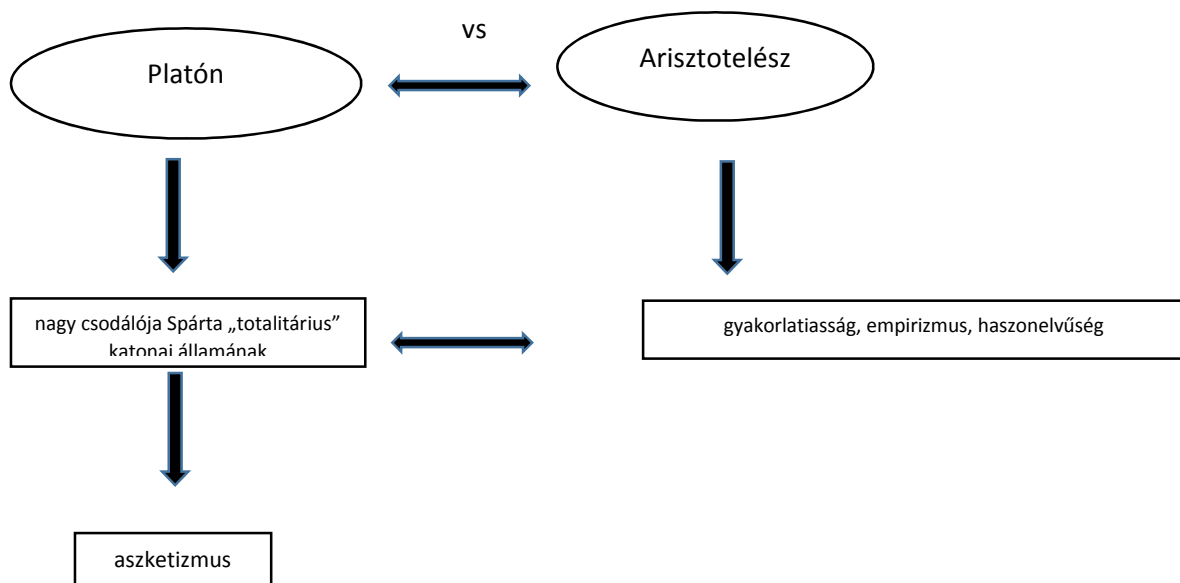 vs
Platón
Arisztotelész
nagy csodálója Spárta „totalitárius”
katonai államának
gyakorlatiasság, empirizmus, haszonelvűség
aszketizmus